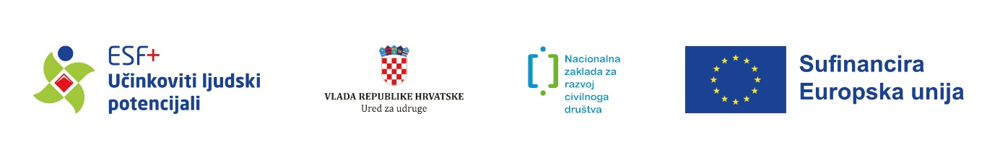 ESF+
Učinkoviti ljudski
potencijali
VLADA REPUBLIKE HRVATSKE
Ured za udruge
Nacionalna
zaklada za
razvoj
civilnoga
društva
Sufinancira
Europska unija